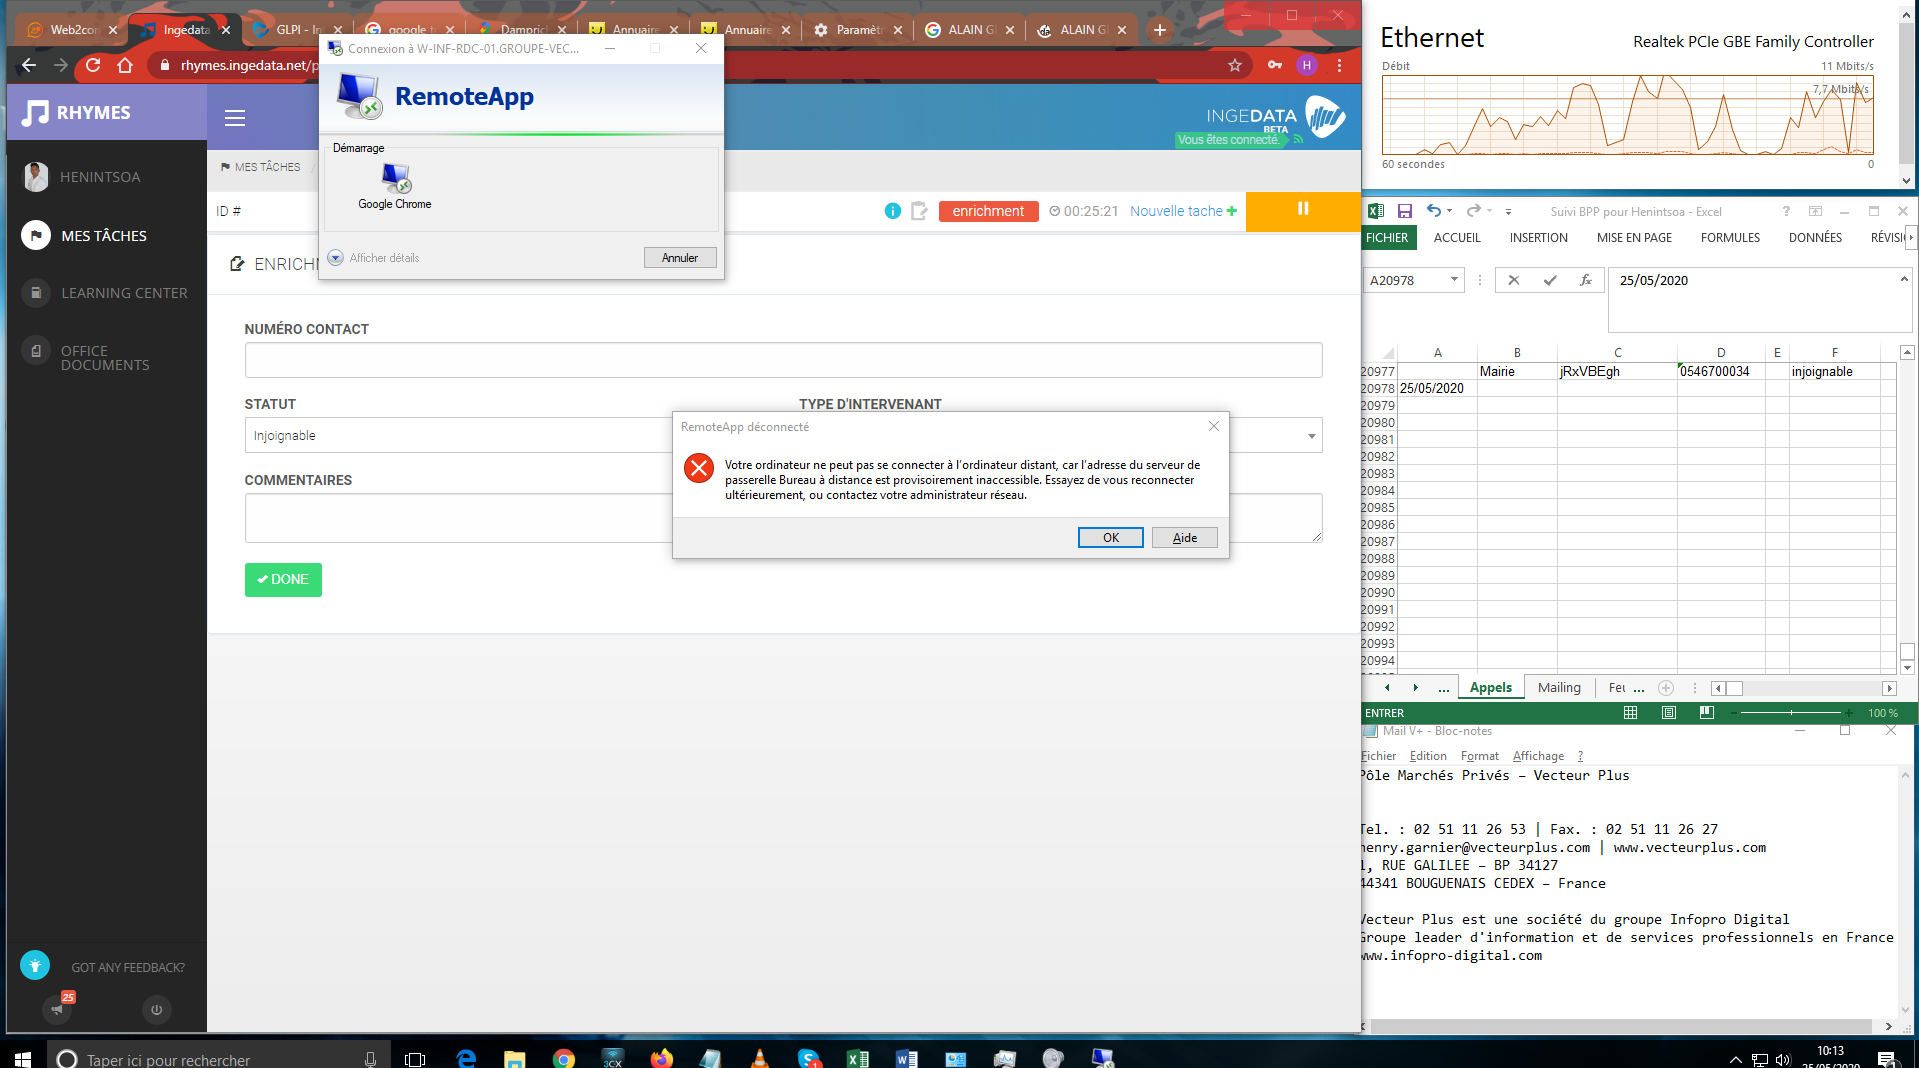 Web2cor
Ingedata
GLPI - In
google t
Damprich
Annuaire
Annuaire
Paramètr
ALAIN G
ALAIN G
rhymes.ingedata.net/p
Connexion à W-INF-RDC-01.GROUPE-VEC...
RemoteApp
Démarrage
Google Chrome
Afficher détails
Annuler
RHYMES
HENINTSOA
MES TÂCHES
LEARNING CENTER
OFFICE
DOCUMENTS
GOT ANY FEEDBACK?
25
INGEDATA
BETA
Vous êtes connecté.
MES TÂCHES
ID #
enrichment
00:25:21
Nouvelle tache
NUMÉRO CONTACT
STATUT
TYPE D'INTERVENANT
Injoignable
COMMENTAIRES
DONE
RemoteApp déconnecté
Votre ordinateur ne peut pas se connecter à l'ordinateur distant, car l'adresse du serveur de
passerelle Bureau à distance est provisoirement inaccessible. Essayez de vous reconnecter
ultérieurement, ou contactez votre administrateur réseau.
OK
Aide
Ethernet
Realtek PCIe GBE Family Controller
Débit
11 Mbits/s
7,7 Mbits/s
60 secondes
0
Suivi BPP pour Henintsoa - Excel
FICHIER
ACCUEIL
INSERTION
MISE EN PAGE
FORMULES
DONNÉES
RÉVISI
A20978
25/05/2020
A B C D E F
20977 Mairie jRxVBEgh 0546700034 injoignable
20978 25/05/2020
20979
20980
20981
20982
20983
20984
20985
20986
20987
20988
20989
20990
20991
20992
20993
20994
...
Appels
Mailing
Feu ...
ENTRER
100 %
Mail V+ - Bloc-notes
Fichier
Edition
Format
Affichage
?
Pôle Marchés Privés – Vecteur Plus
Tel. : 02 51 11 26 53 | Fax. : 02 51 11 26 27
henry.garnier@vecteurplus.com | www.vecteurplus.com
1, RUE GALILEE – BP 34127
44341 BOUGUENAIS CEDEX – France
Vecteur Plus est une société du groupe Infopro Digital
Groupe leader d'information et de services professionnels en France
www.infopro-digital.com
Taper ici pour rechercher
3CX
10:13
25/05/2020